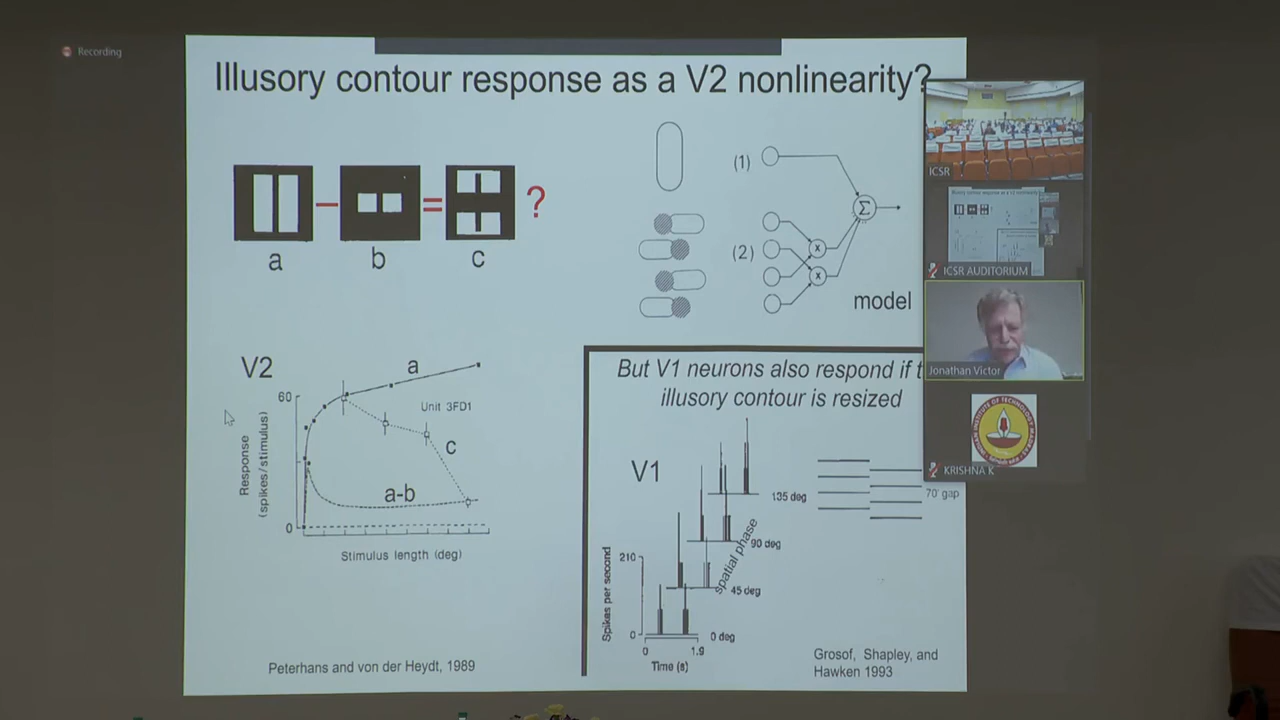 Recording
Illusory contour response as a V2 nonlinearity?
– = ?
a b c
(1)
Σ
(2)
x
x
model
V2
60
0
Response
(spikes/stimulus)
a
Unit 3FD1
c
a-b
Stimulus length (deg)
Peterhans and von der Heydt, 1989
But V1 neurons also respond if t
illusory contour is resized
V1
135 deg
90 deg
45 deg
0 deg
spatial phase
Spikes per second
210
0
0 1.9
Time (s)
70' gap
Grosof, Shapley, and
Hawken 1993
ICSR
ICSR AUDITORIUM
Jonathan Victor
KRISHNA K